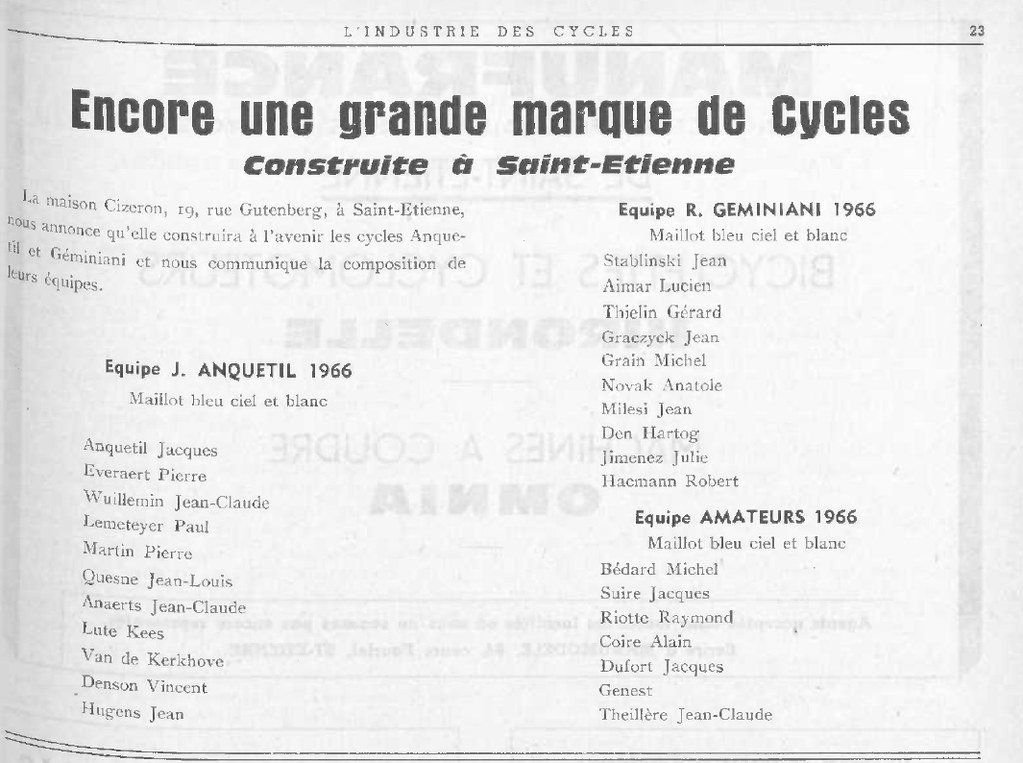 L'INDUSTRIE DES CYCLES 23
Encore une grande marque de Cycles
Construite à Saint-Etienne
La maison Cizeron, 19, rue Gutenberg, à Saint-Etienne,
nous annonce qu'elle construira à l'avenir les cycles Anque-
til et Géminiani et nous communique la composition de
leurs équipes.
Equipe J. ANQUETIL 1966
Maillot bleu ciel et blanc
Anquetil Jacques
Everaert Pierre
Wuillemin Jean-Claude
Lemeteyer Paul
Martin Pierre
Quesne Jean-Louis
Anaerts Jean-Claude
Lute Kees
Van de Kerkhove
Denson Vincent
Hugens Jean
Equipe R. GEMINIANI 1966
Maillot bleu ciel et blanc
Stablinski Jean
Aimar Lucien
Thielin Gérard
Graczyck Jean
Grain Michel
Novak Anatole
Milesi Jean
Den Hartog
Jimenez Julie
Hacmann Robert
Equipe AMATEURS 1966
Maillot bleu ciel et blanc
Bédard Michel
Suire Jacques
Riotte Raymond
Coire Alain
Dufort Jacques
Genest
Theillère Jean-Claude